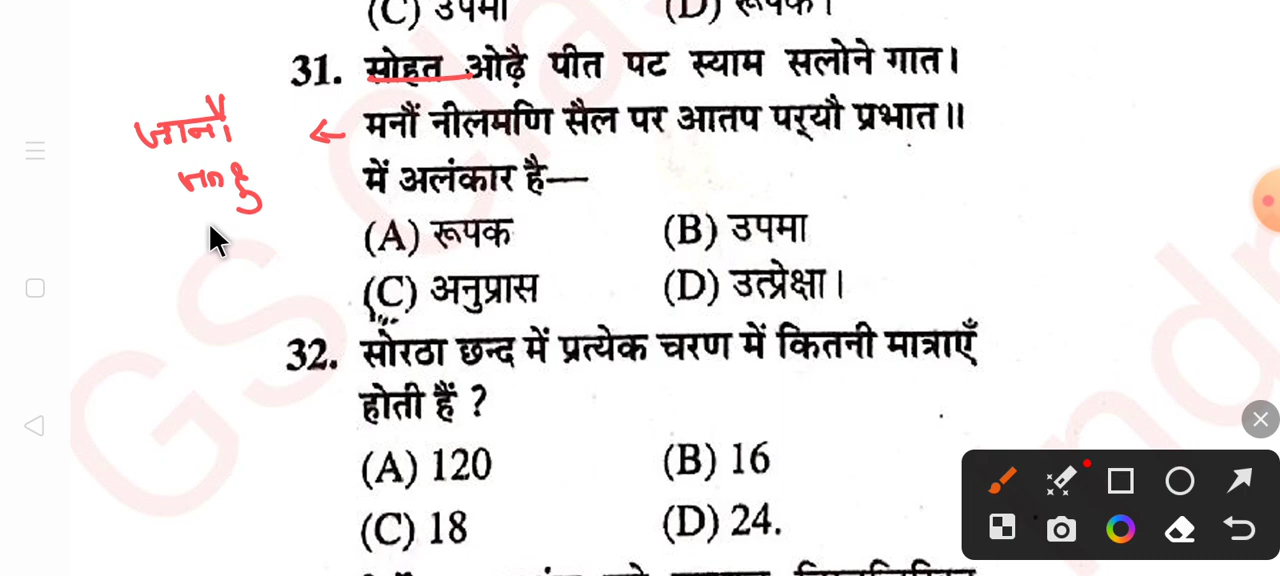 (C) उपमा (D) रूपक।
31. सोहत ओढ़ै पीत पट स्याम सलोने गात।
जानों
मनौं नीलमणि सैल पर आतप पर्‌यौ प्रभात॥
मनहु
में अलंकार है—
(A) रूपक (B) उपमा
(C) अनुप्रास (D) उत्प्रेक्षा।
32. सोरठा छन्द में प्रत्येक चरण में कितनी मात्राएँ
होती हैं ?
(A) 120 (B) 16
(C) 18 (D) 24.